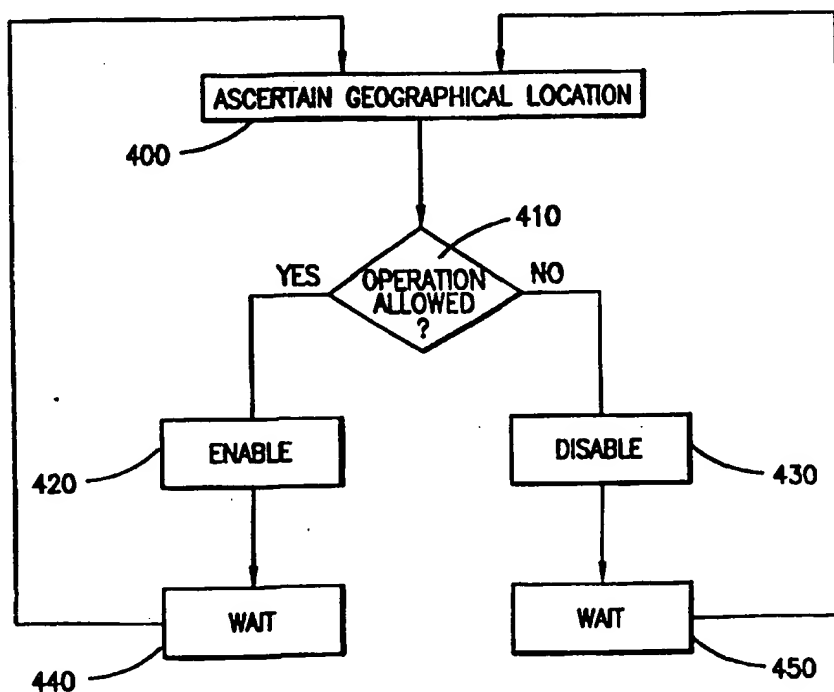 ASCERTAIN GEOGRAPHICAL LOCATION
400
410
YES
OPERATION
ALLOWED
?
NO
ENABLE
420
DISABLE
430
WAIT
440
WAIT
450